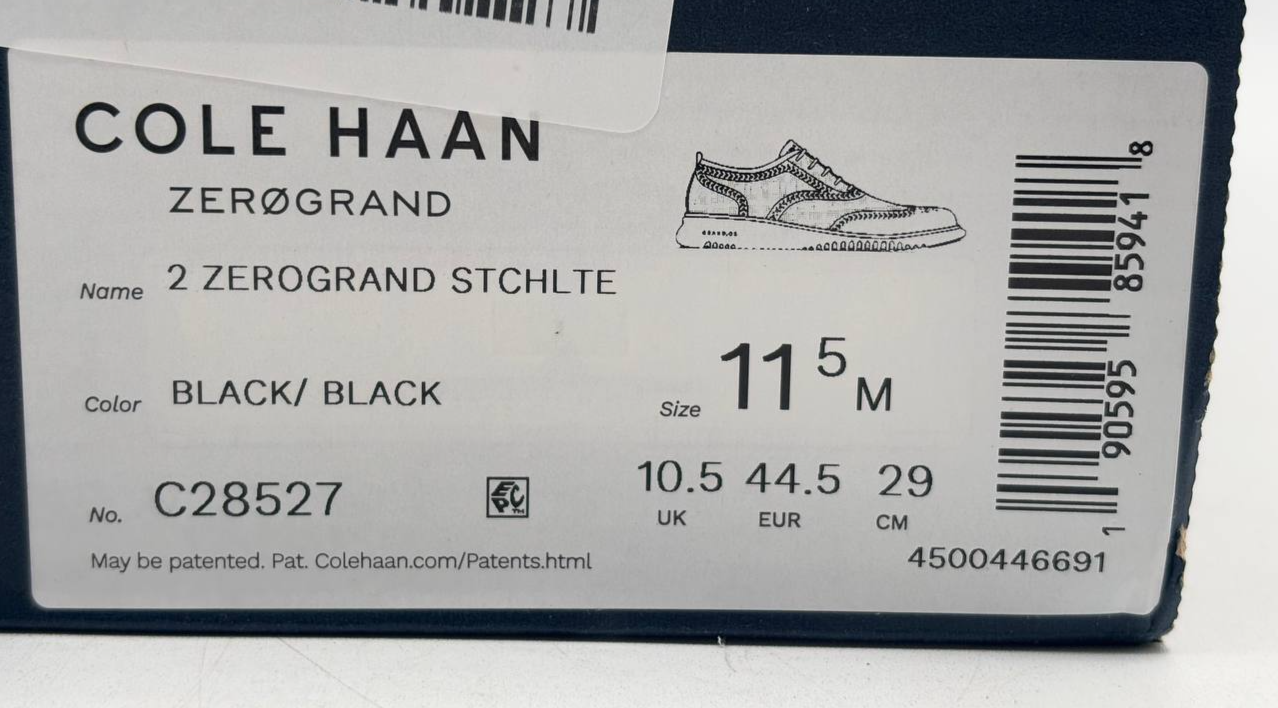 COLE HAAN
ZERØGRAND
Name 2 ZEROGRAND STCHLTE
Color BLACK/ BLACK
Size 11 5 M
No. C28527
EPC™
10.5 44.5 29
UK EUR CM
May be patented. Pat. Colehaan.com/Patents.html
4500446691
1 90595 85941 8